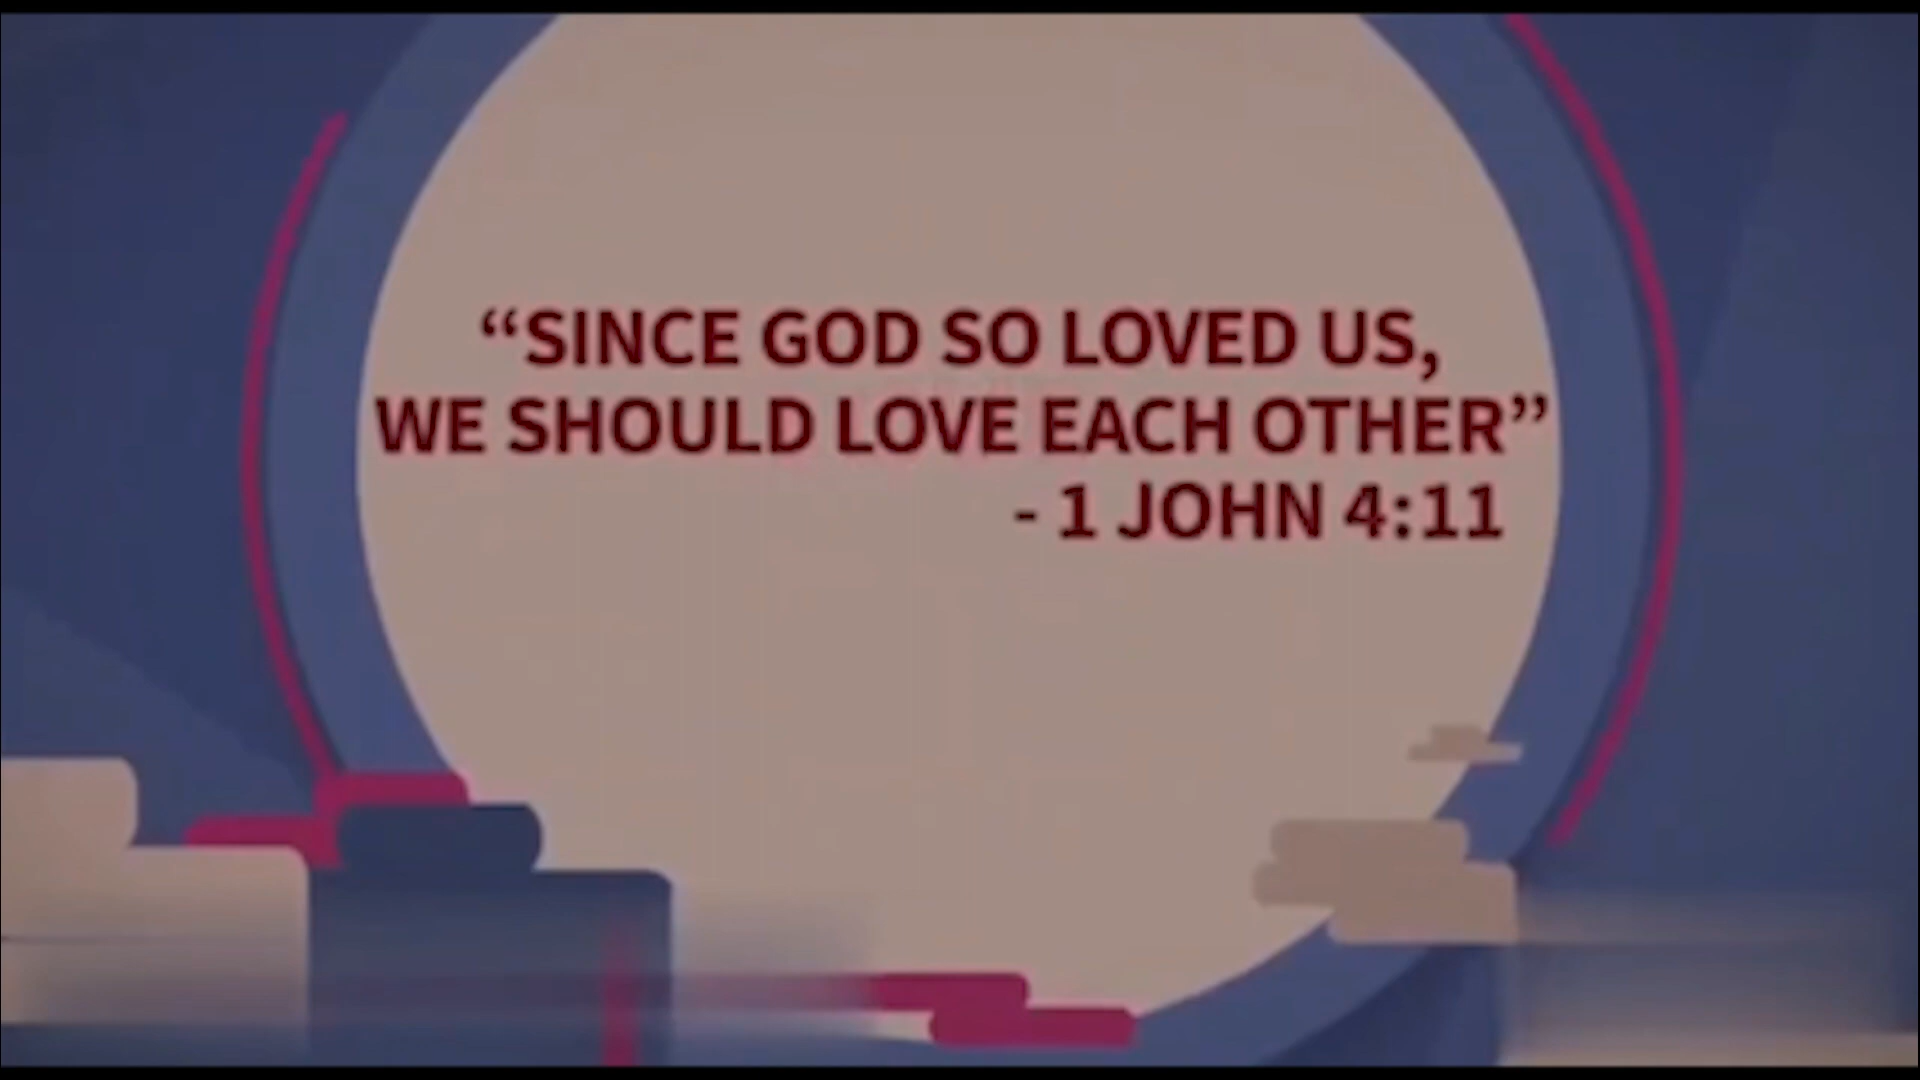 “SINCE GOD SO LOVED US,
WE SHOULD LOVE EACH OTHER”
- 1 JOHN 4:11